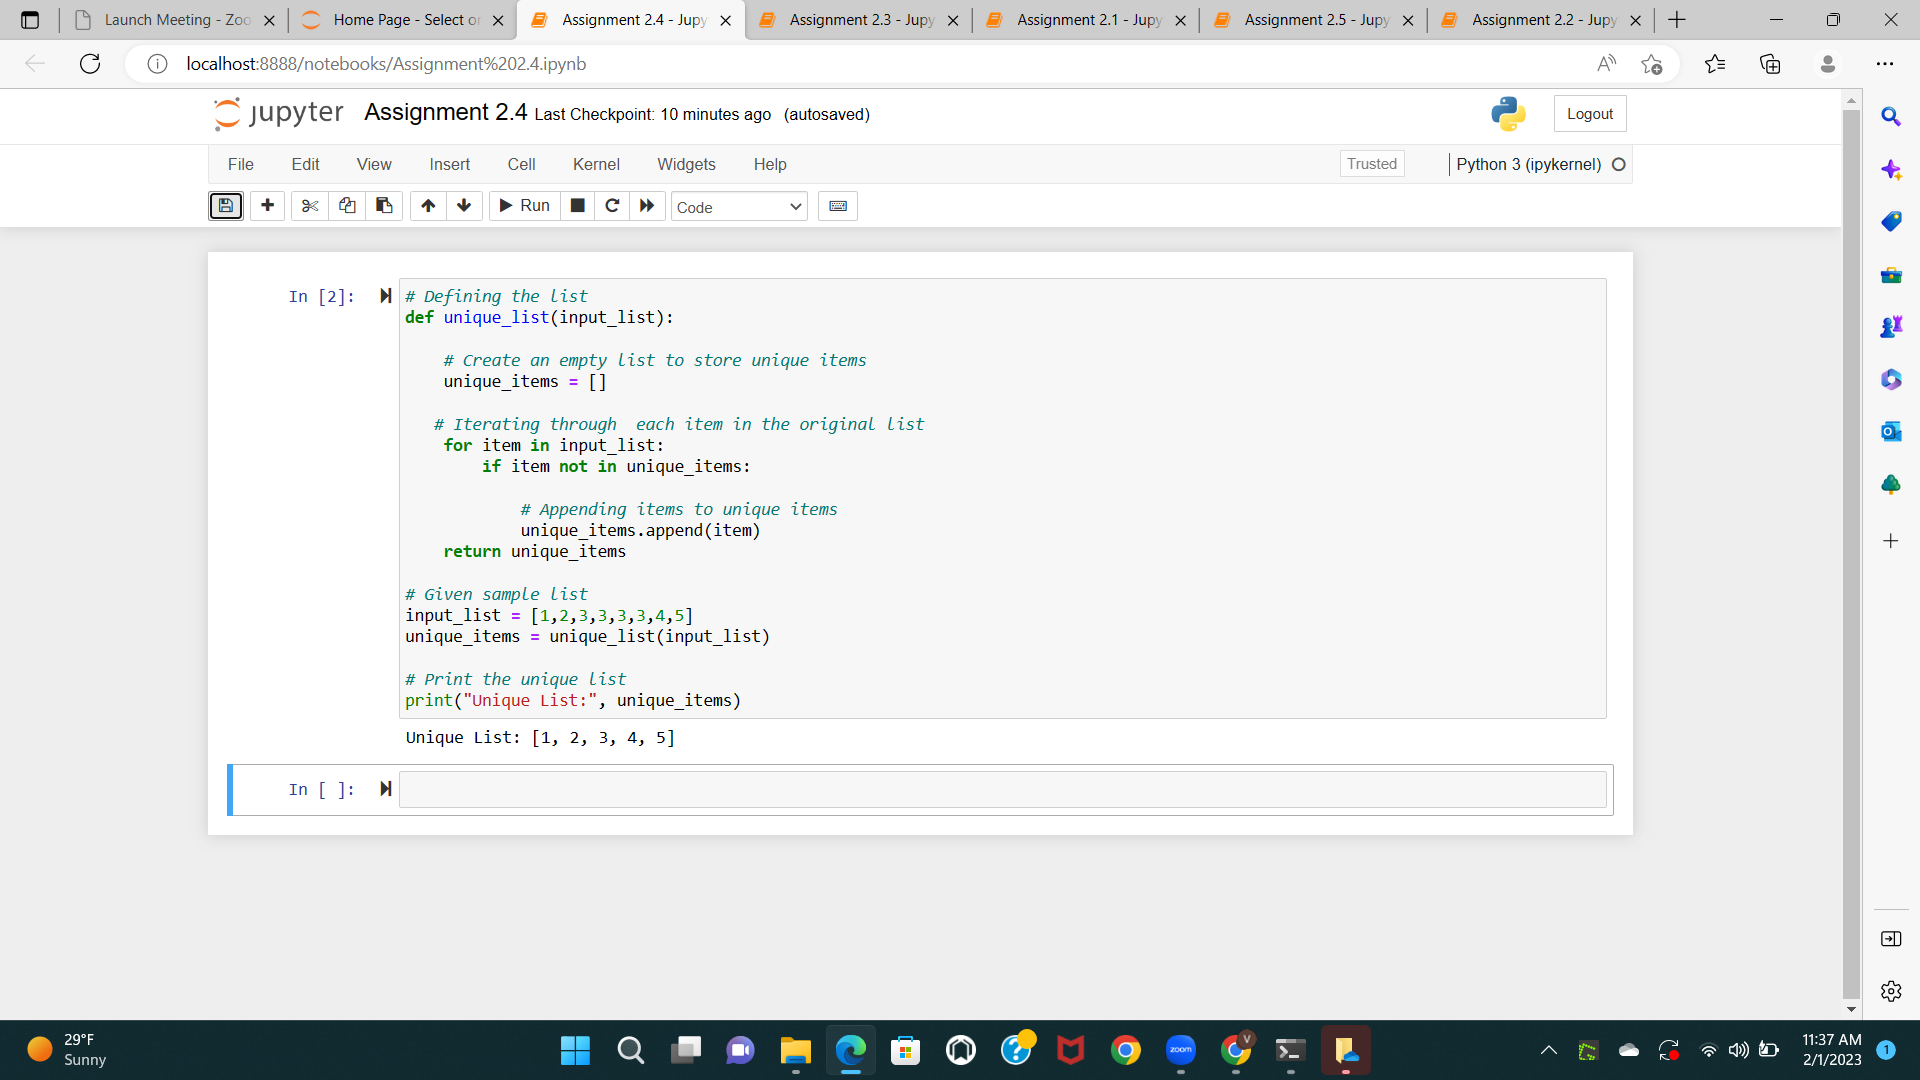 Launch Meeting - Zoo
Home Page - Select or
Assignment 2.4 - Jupy
Assignment 2.3 - Jupy
Assignment 2.1 - Jupy
Assignment 2.5 - Jupy
Assignment 2.2 - Jupy
localhost:8888/notebooks/Assignment%202.4.ipynb
jupyter Assignment 2.4 Last Checkpoint: 10 minutes ago (autosaved)
Logout
File Edit View Insert Cell Kernel Widgets Help
Trusted
Python 3 (ipykernel)
Run
Code
In [2]:
# Defining the list
def unique_list(input_list):
# Create an empty list to store unique items
unique_items = []
# Iterating through  each item in the original list
for item in input_list:
if item not in unique_items:
# Appending items to unique items
unique_items.append(item)
return unique_items
# Given sample list
input_list = [1,2,3,3,3,3,4,5]
unique_items = unique_list(input_list)
# Print the unique list
print("Unique List:", unique_items)
Unique List: [1, 2, 3, 4, 5]
In [ ]:
29°F
Sunny
zoom
V
11:37 AM
2/1/2023
1